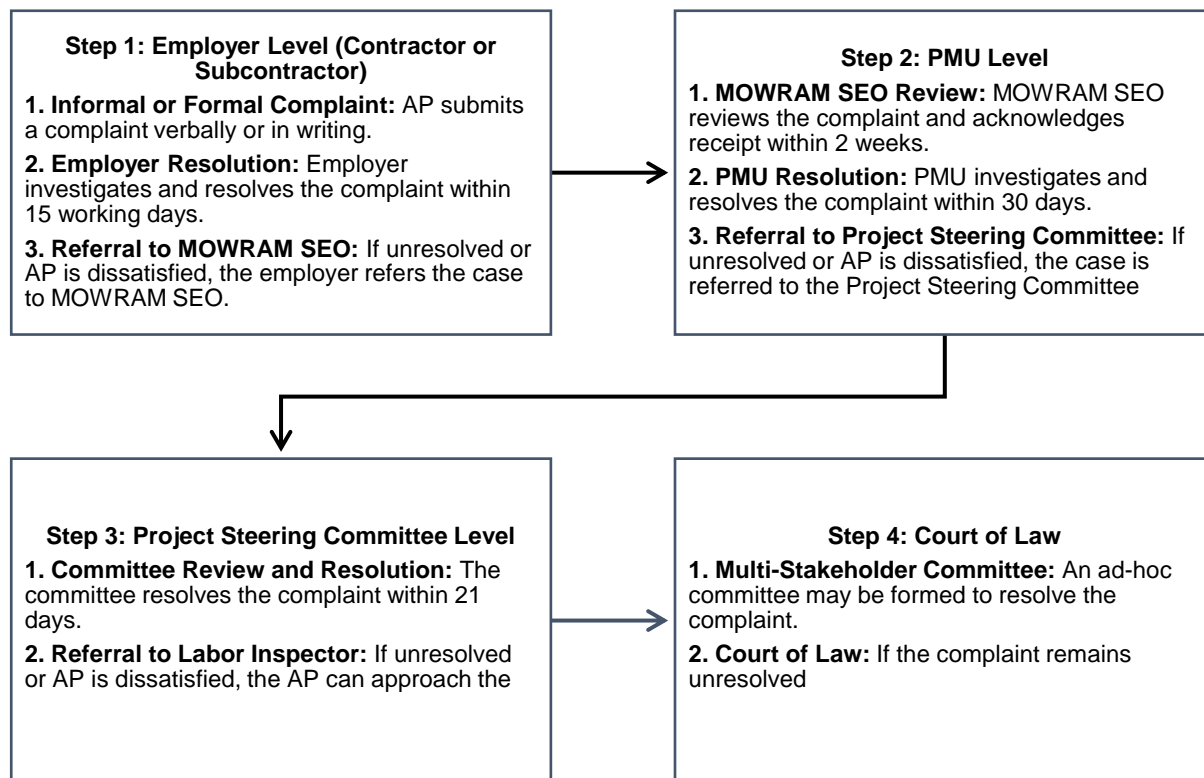 Step 1: Employer Level (Contractor or
Subcontractor)
1. Informal or Formal Complaint: AP submits
a complaint verbally or in writing.
2. Employer Resolution: Employer
investigates and resolves the complaint within
15 working days.
3. Referral to MOWRAM SEO: If unresolved or
AP is dissatisfied, the employer refers the case
to MOWRAM SEO.
Step 2: PMU Level
1. MOWRAM SEO Review: MOWRAM SEO
reviews the complaint and acknowledges
receipt within 2 weeks.
2. PMU Resolution: PMU investigates and
resolves the complaint within 30 days.
3. Referral to Project Steering Committee: If
unresolved or AP is dissatisfied, the case is
referred to the Project Steering Committee
Step 3: Project Steering Committee Level
1. Committee Review and Resolution: The
committee resolves the complaint within 21
days.
2. Referral to Labor Inspector: If unresolved
or AP is dissatisfied, the AP can approach the
Step 4: Court of Law
1. Multi-Stakeholder Committee: An ad-hoc
committee may be formed to resolve the
complaint.
2. Court of Law: If the complaint remains
unresolved